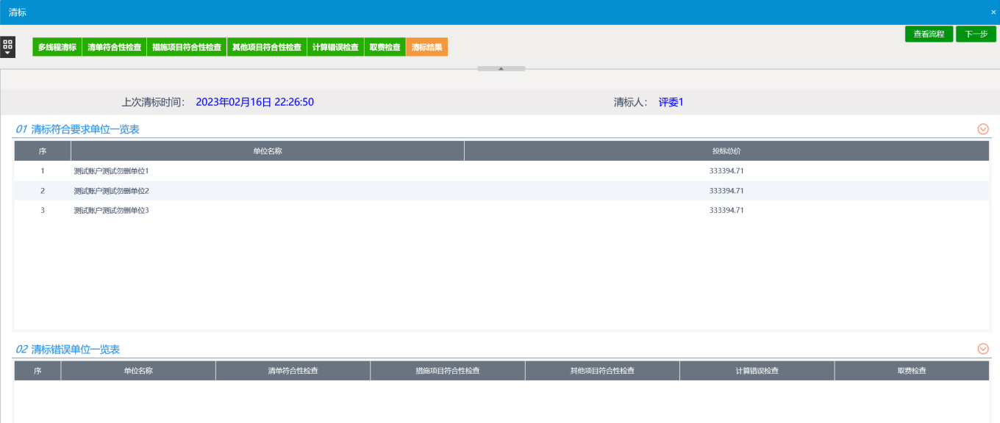 清标
×
查看流程 下一步
多线程清标 清单符合性检查 措施项目符合性检查 其他项目符合性检查 计算错误检查 取费检查 清标结果
上次清标时间: 2023年02月16日 22:26:50 清标人: 评委1
01 清标符合要求单位一览表
序 单位名称 投标总价
1 测试账户测试勿删单位1 333394.71
2 测试账户测试勿删单位2 333394.71
3 测试账户测试勿删单位3 333394.71
02 清标错误单位一览表
序 单位名称 清单符合性检查 措施项目符合性检查 其他项目符合性检查 计算错误检查 取费检查